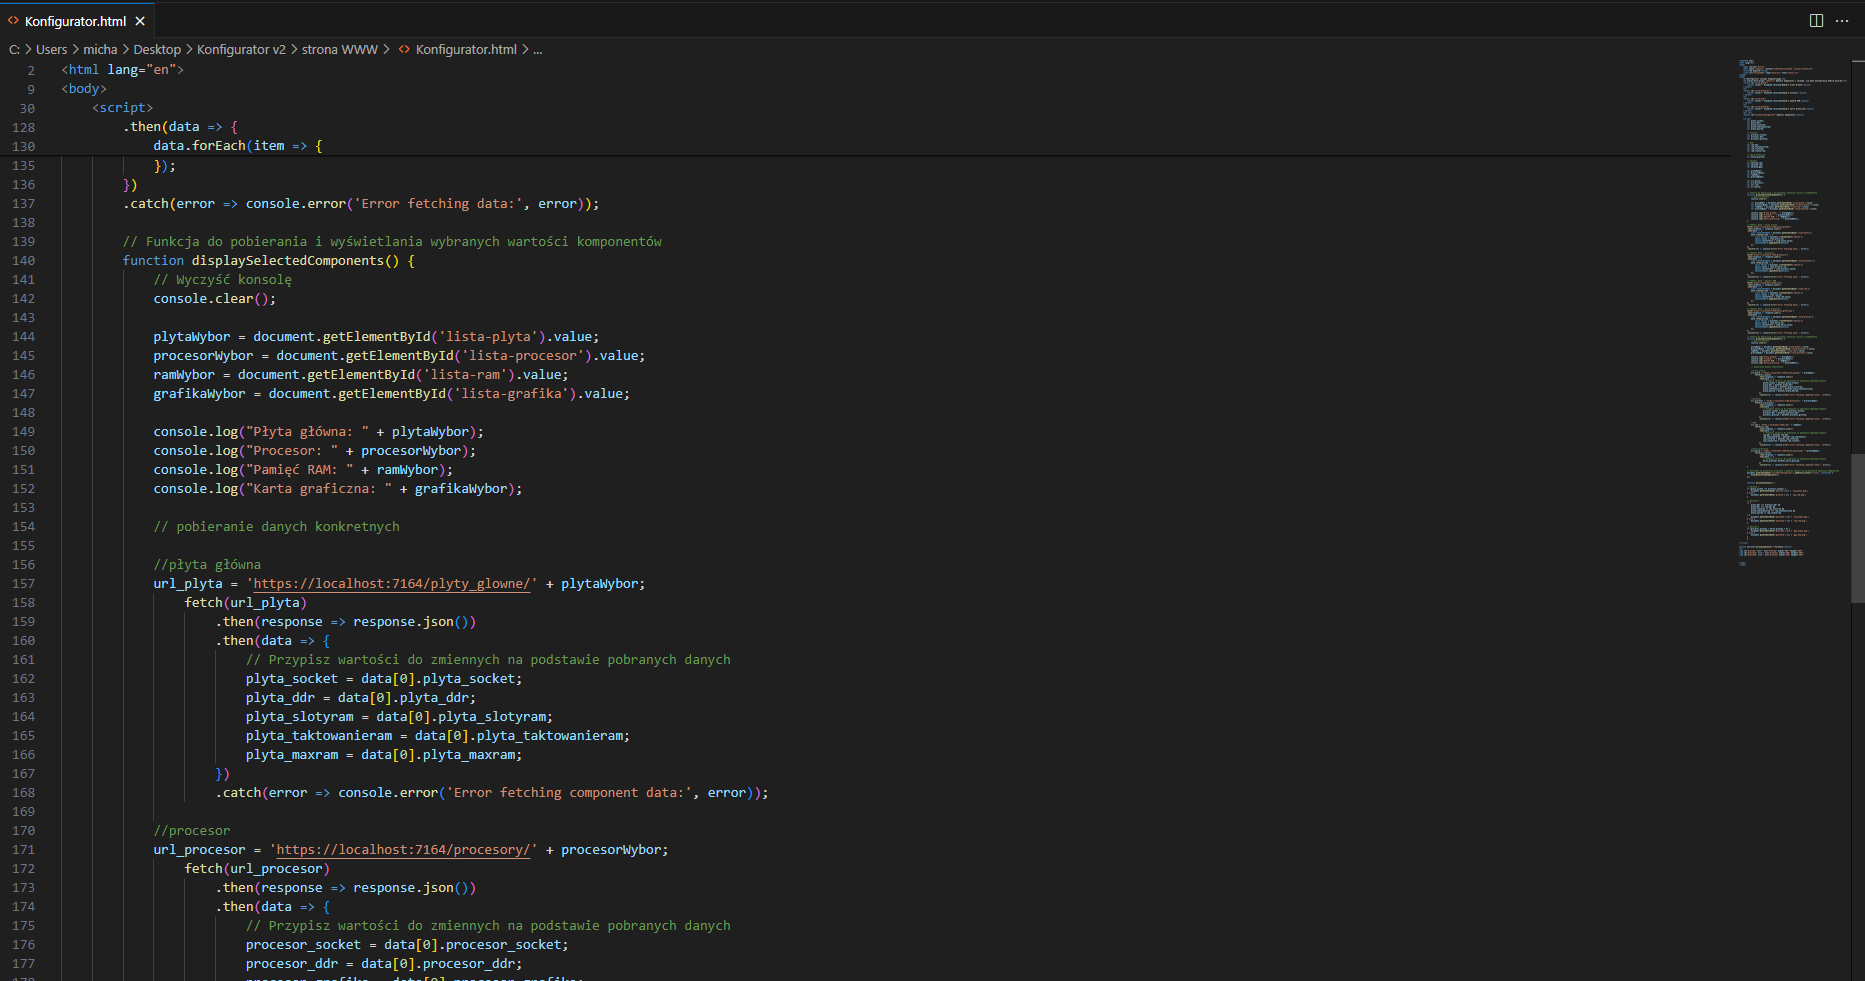 <> Konfigurator.html ×
C: > Users > micha > Desktop > Konfigurator v2 > strona WWW > <> Konfigurator.html > ...
2 <html lang="en">
9 <body>
30 <script>
128 .then(data => {
130 data.forEach(item => {
135 });
136 })
137 .catch(error => console.error('Error fetching data:', error));
138
139 // Funkcja do pobierania i wyświetlania wybranych wartości komponentów
140 function displaySelectedComponents() {
141 // Wyczyść konsolę
142 console.clear();
143
144 plytaWybor = document.getElementById('lista-plyta').value;
145 procesorWybor = document.getElementById('lista-procesor').value;
146 ramWybor = document.getElementById('lista-ram').value;
147 grafikaWybor = document.getElementById('lista-grafika').value;
148
149 console.log("Płyta główna: " + plytaWybor);
150 console.log("Procesor: " + procesorWybor);
151 console.log("Pamięć RAM: " + ramWybor);
152 console.log("Karta graficzna: " + grafikaWybor);
153
154 // pobieranie danych konkretnych
155
156 //płyta główna
157 url_plyta = 'https://localhost:7164/plyty_glowne/' + plytaWybor;
158 fetch(url_plyta)
159 .then(response => response.json())
160 .then(data => {
161 // Przypisz wartości do zmiennych na podstawie pobranych danych
162 plyta_socket = data[0].plyta_socket;
163 plyta_ddr = data[0].plyta_ddr;
164 plyta_slotyram = data[0].plyta_slotyram;
165 plyta_taktowanieram = data[0].plyta_taktowanieram;
166 plyta_maxram = data[0].plyta_maxram;
167 })
168 .catch(error => console.error('Error fetching component data:', error));
169
170 //procesor
171 url_procesor = 'https://localhost:7164/procesory/' + procesorWybor;
172 fetch(url_procesor)
173 .then(response => response.json())
174 .then(data => {
175 // Przypisz wartości do zmiennych na podstawie pobranych danych
176 procesor_socket = data[0].procesor_socket;
177 procesor_ddr = data[0].procesor_ddr;